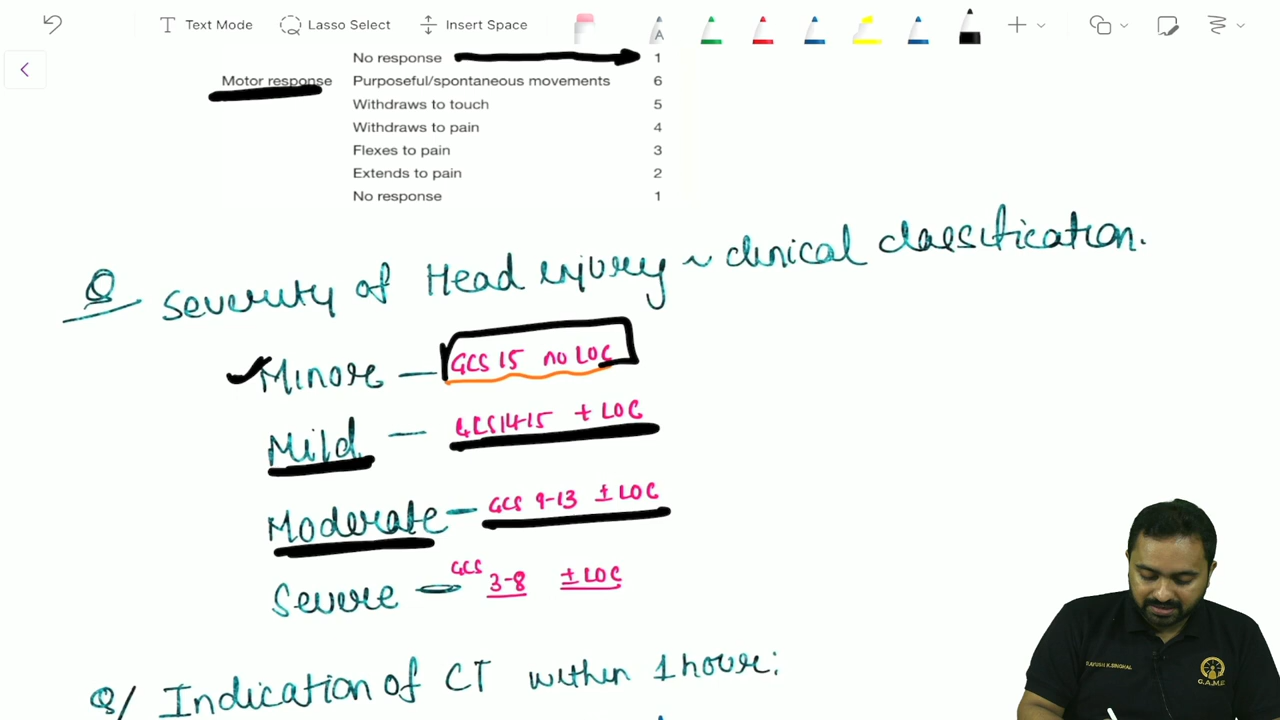 Text Mode Lasso Select Insert Space
No response 1
Motor response Purposeful/spontaneous movements 6
Withdraws to touch 5
Withdraws to pain 4
Flexes to pain 3
Extends to pain 2
No response 1
Q Severity of Head injury ~ clinical classification.
Minor — GCS 15 no LOC
Mild — GCS 14-15 + LOC
Moderate — GCS 9-13 ± LOC
Severe — GCS 3-8 ± LOC
Q/ Indication of CT within 1 hour:
G.A.M.E